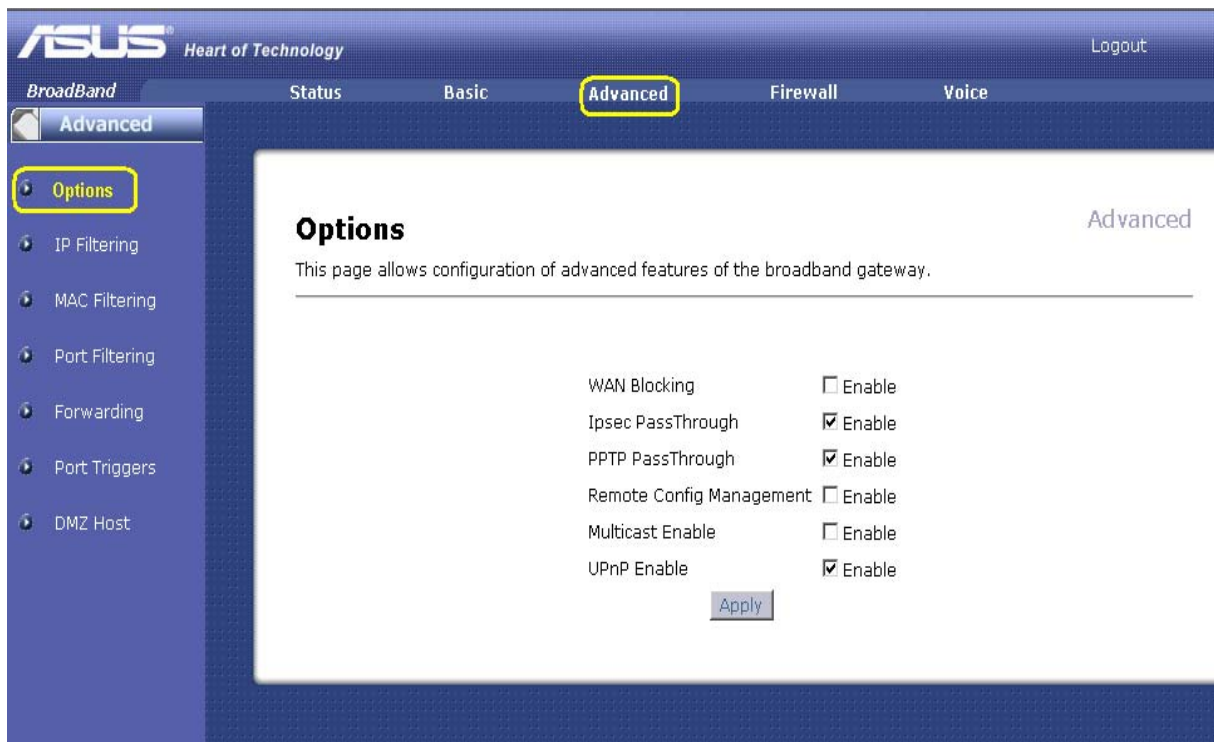 ASUS® Heart of Technology
Logout
BroadBand
Status Basic Advanced Firewall Voice
Advanced
Options
IP Filtering
MAC Filtering
Port Filtering
Forwarding
Port Triggers
DMZ Host
Advanced
Options
This page allows configuration of advanced features of the broadband gateway.
WAN Blocking Enable
Ipsec PassThrough Enable
PPTP PassThrough Enable
Remote Config Management Enable
Multicast Enable Enable
UPnP Enable Enable
Apply